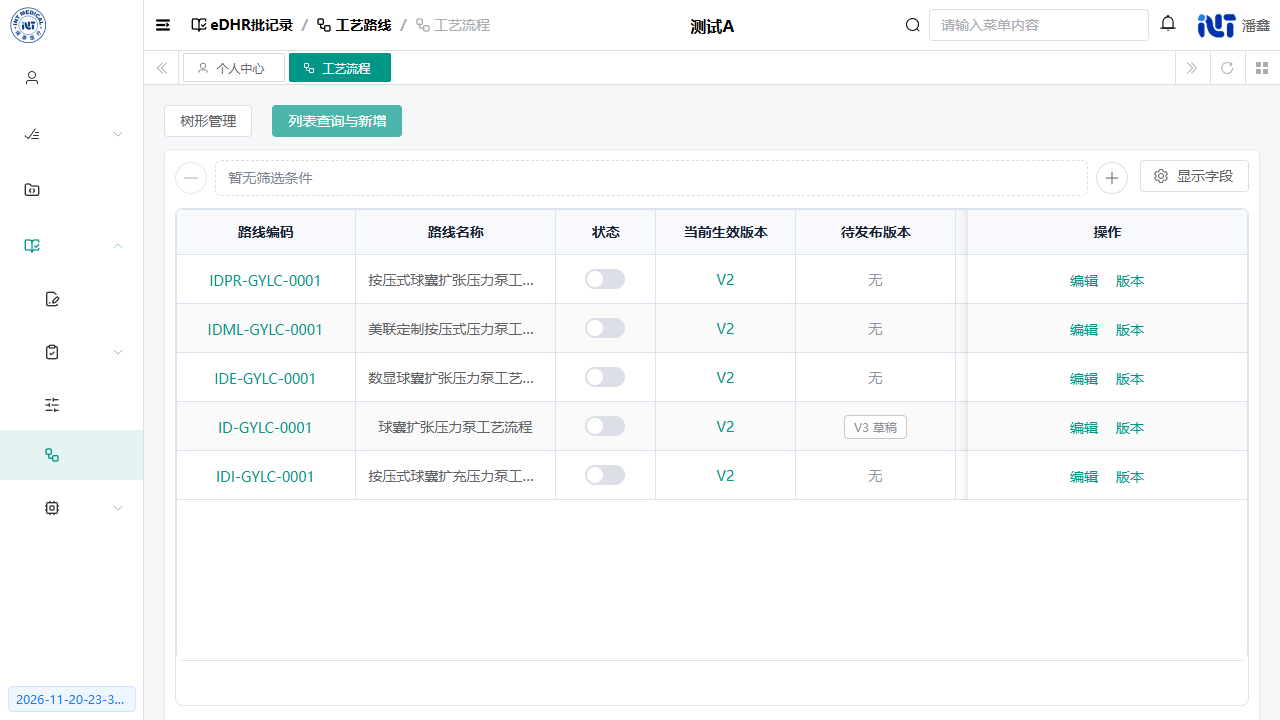 eDHR批记录 / 工艺路线 / 工艺流程
测试A
请输入菜单内容
潘鑫
个人中心
工艺流程
树形管理
列表查询与新增
暂无筛选条件
显示字段
路线编码 路线名称 状态 当前生效版本 待发布版本 操作
IDPR-GYLC-0001 按压式球囊扩张压力泵工... V2 无 编辑 版本
IDML-GYLC-0001 美联定制按压式压力泵工... V2 无 编辑 版本
IDE-GYLC-0001 数显球囊扩张压力泵工艺... V2 无 编辑 版本
ID-GYLC-0001 球囊扩张压力泵工艺流程 V2 V3 草稿 编辑 版本
IDI-GYLC-0001 按压式球囊扩充压力泵工... V2 无 编辑 版本
2026-11-20-23-3...